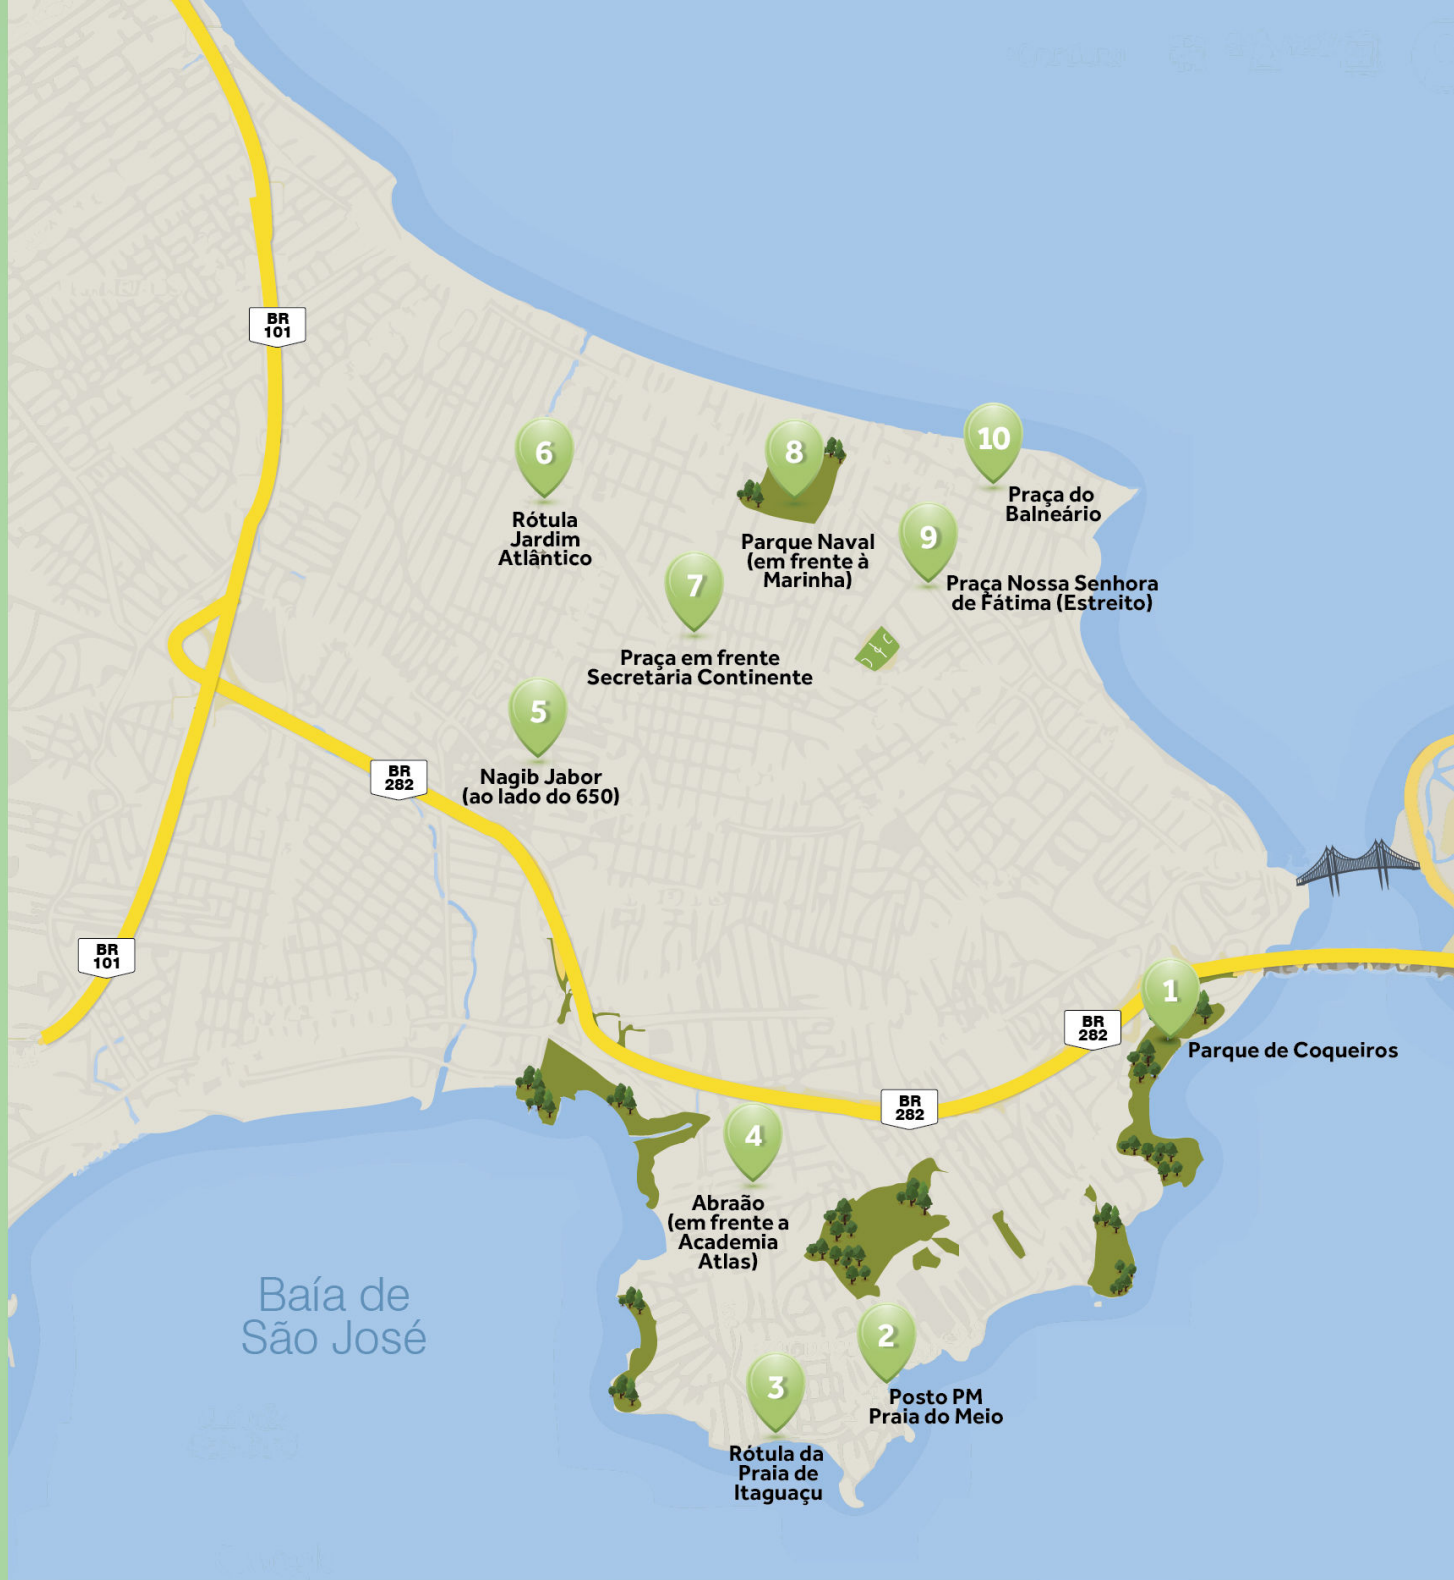 BR
101
6
Rótula
Jardim
Atlântico
8
Parque Naval
(em frente à
Marinha)
10
Praça do
Balneário
9
Praça Nossa Senhora
de Fátima (Estreito)
7
Praça em frente
Secretaria Continente
5
Nagib Jabor
(ao lado do 650)
BR
282
BR
101
1
Parque de Coqueiros
BR
282
BR
282
4
Abraão
(em frente a
Academia
Atlas)
Baía de
São José
2
Posto PM
Praia do Meio
3
Rótula da
Praia de
Itaguaçu